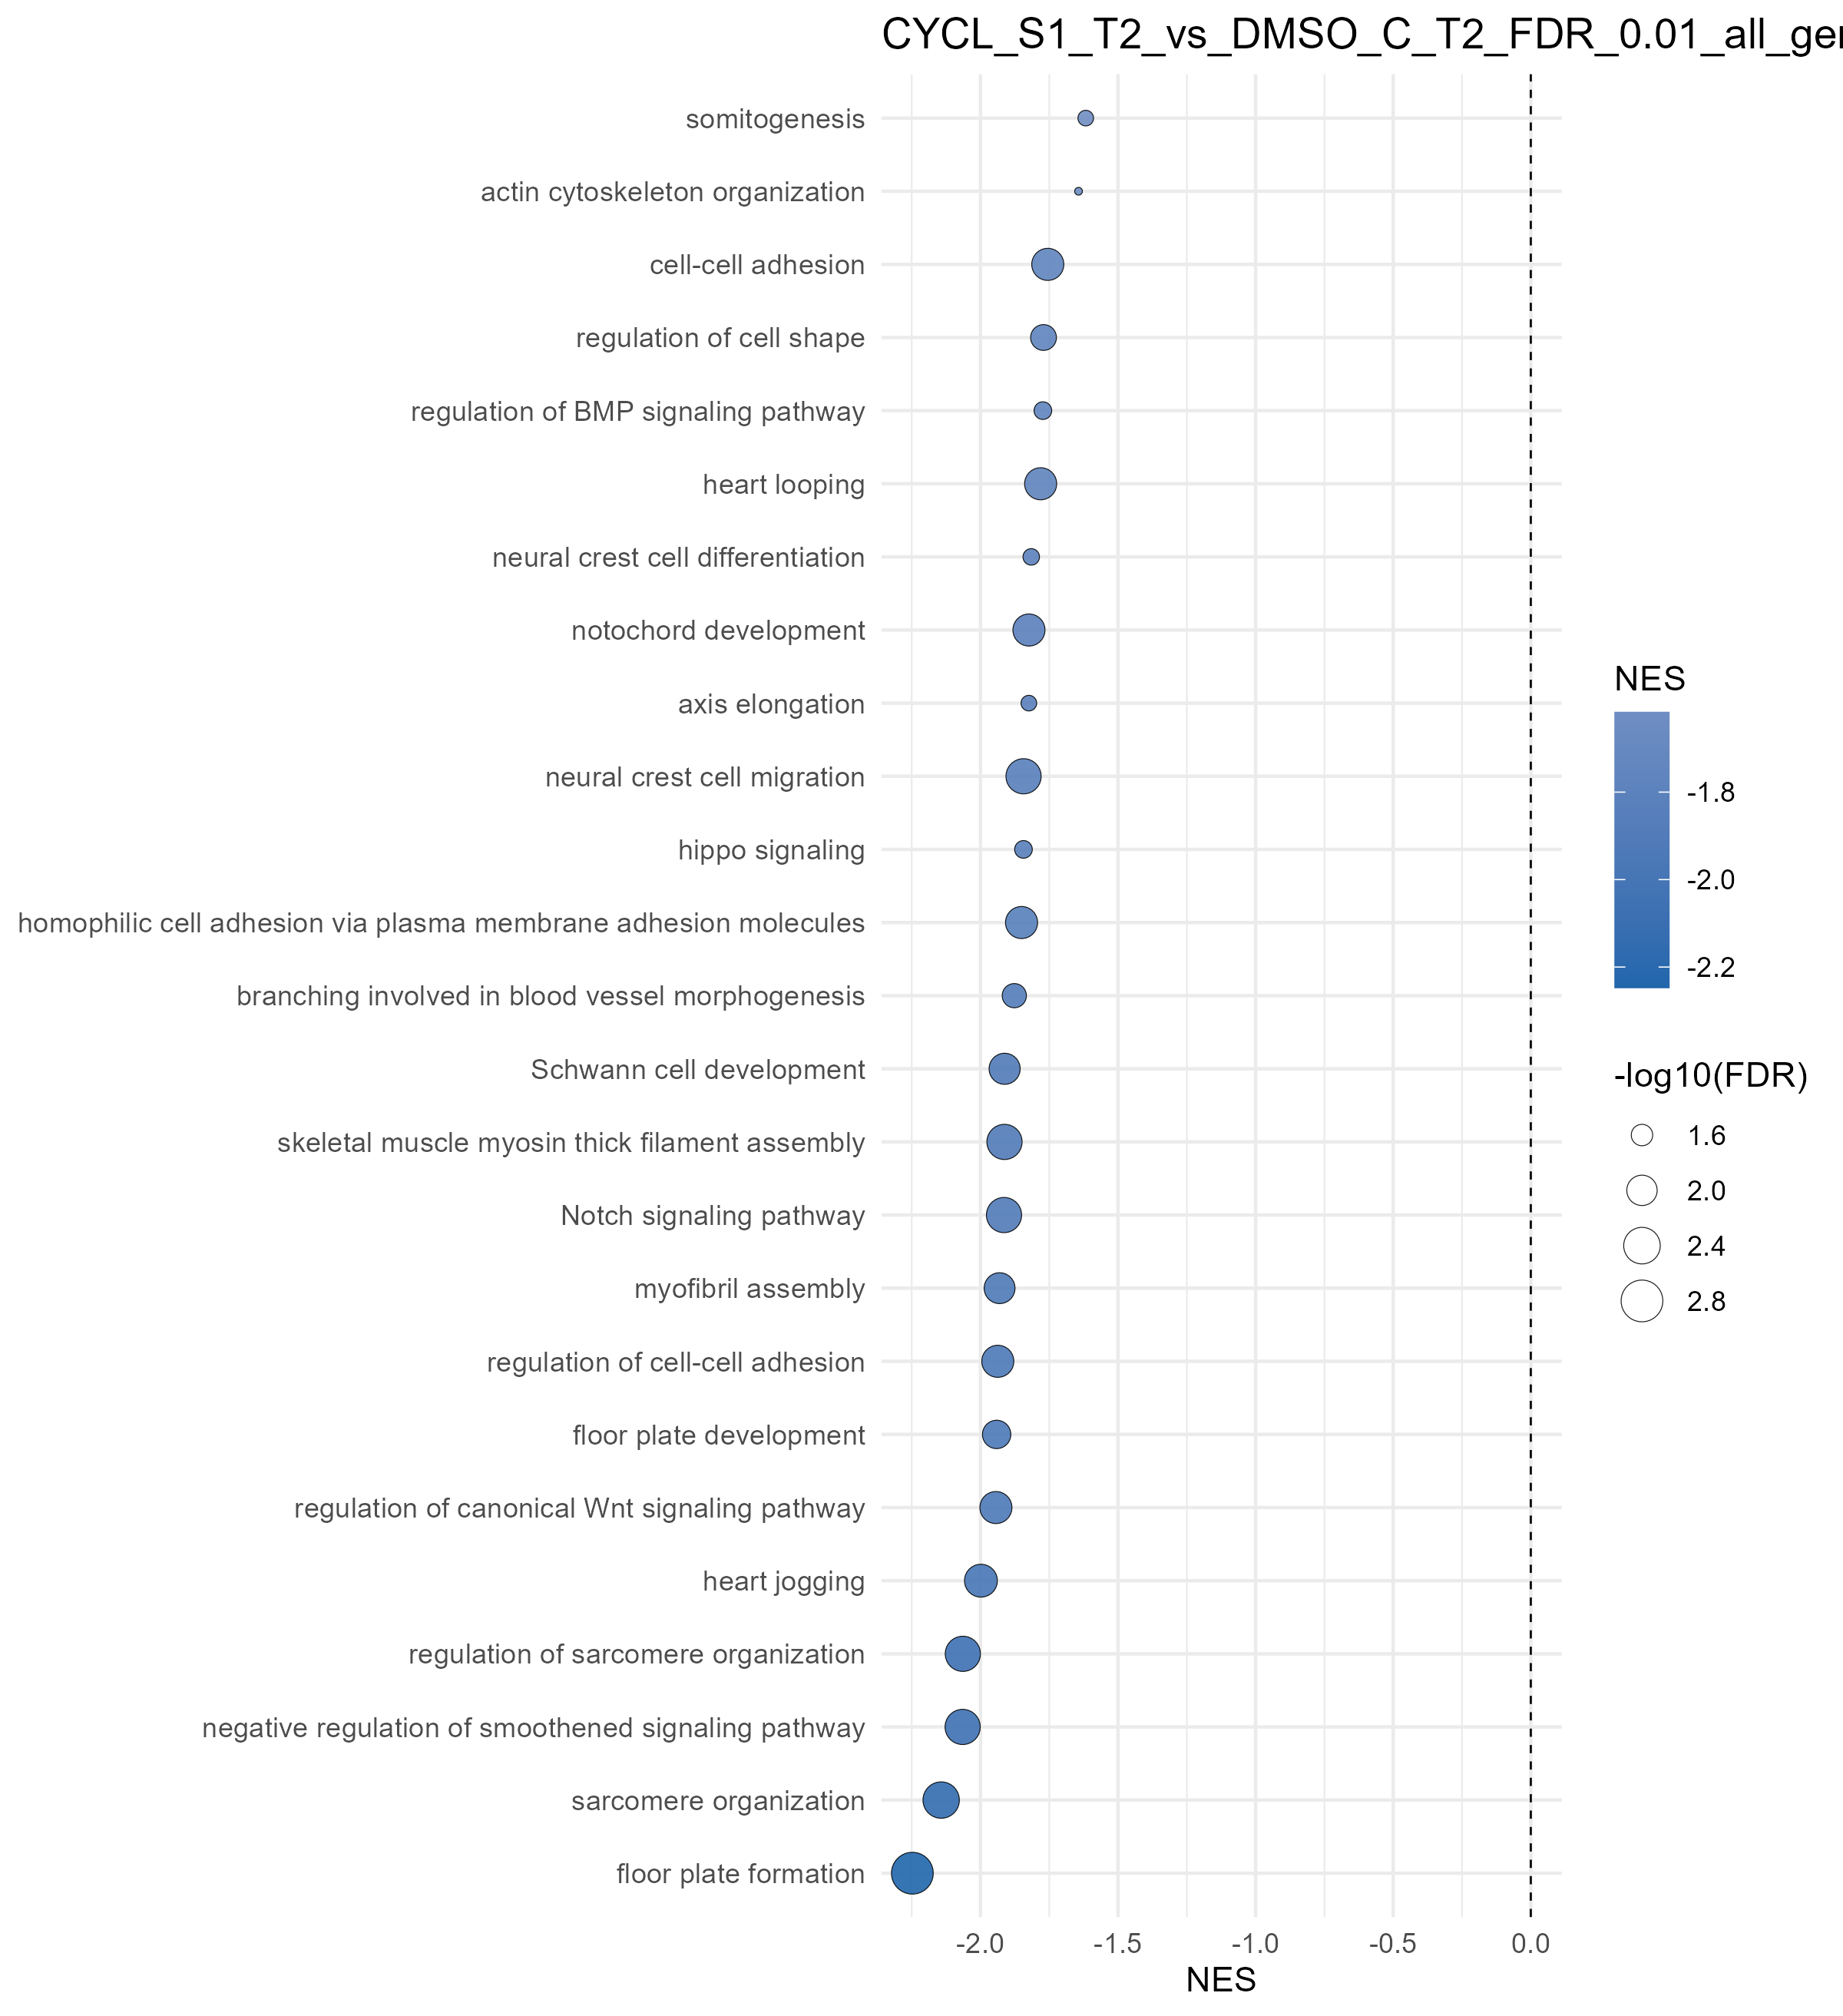 CYCL_S1_T2_vs_DMSO_C_T2_FDR_0.01_all_ge
somitogenesis
actin cytoskeleton organization
cell-cell adhesion
regulation of cell shape
regulation of BMP signaling pathway
heart looping
neural crest cell differentiation
notochord development
axis elongation
neural crest cell migration
hippo signaling
homophilic cell adhesion via plasma membrane adhesion molecules
branching involved in blood vessel morphogenesis
Schwann cell development
skeletal muscle myosin thick filament assembly
Notch signaling pathway
myofibril assembly
regulation of cell-cell adhesion
floor plate development
regulation of canonical Wnt signaling pathway
heart jogging
regulation of sarcomere organization
negative regulation of smoothened signaling pathway
sarcomere organization
floor plate formation
-2.0
-1.5
-1.0
-0.5
0.0
NES
NES
-1.8
-2.0
-2.2
-log10(FDR)
1.6
2.0
2.4
2.8